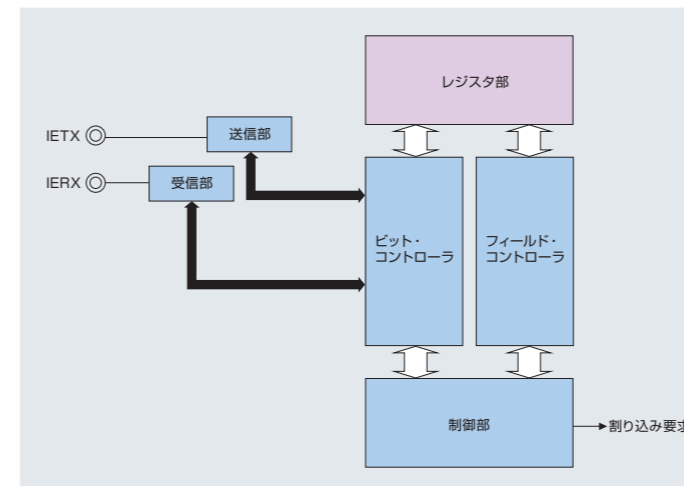 レジスタ部
IETX
送信部
IERX
受信部
ビット・
コントローラ
フィールド・
コントローラ
制御部
割り込み要求